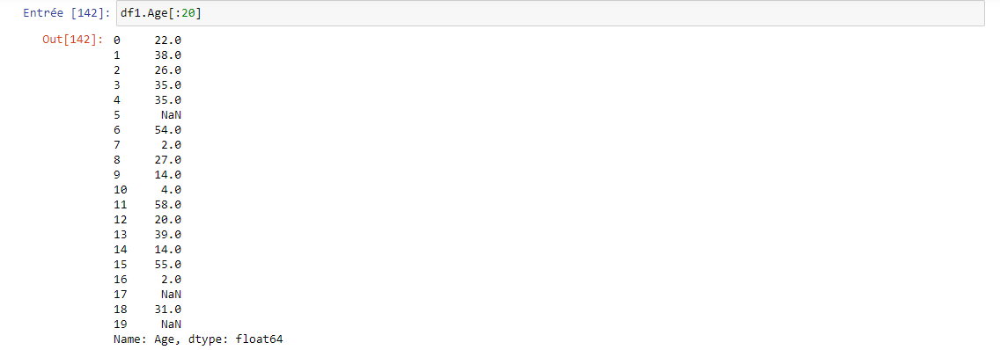 Entrée [142]: df1.Age[:20]
Out[142]: 0     22.0
1     38.0
2     26.0
3     35.0
4     35.0
5      NaN
6     54.0
7      2.0
8     27.0
9     14.0
10     4.0
11    58.0
12    20.0
13    39.0
14    14.0
15    55.0
16     2.0
17     NaN
18    31.0
19     NaN
Name: Age, dtype: float64